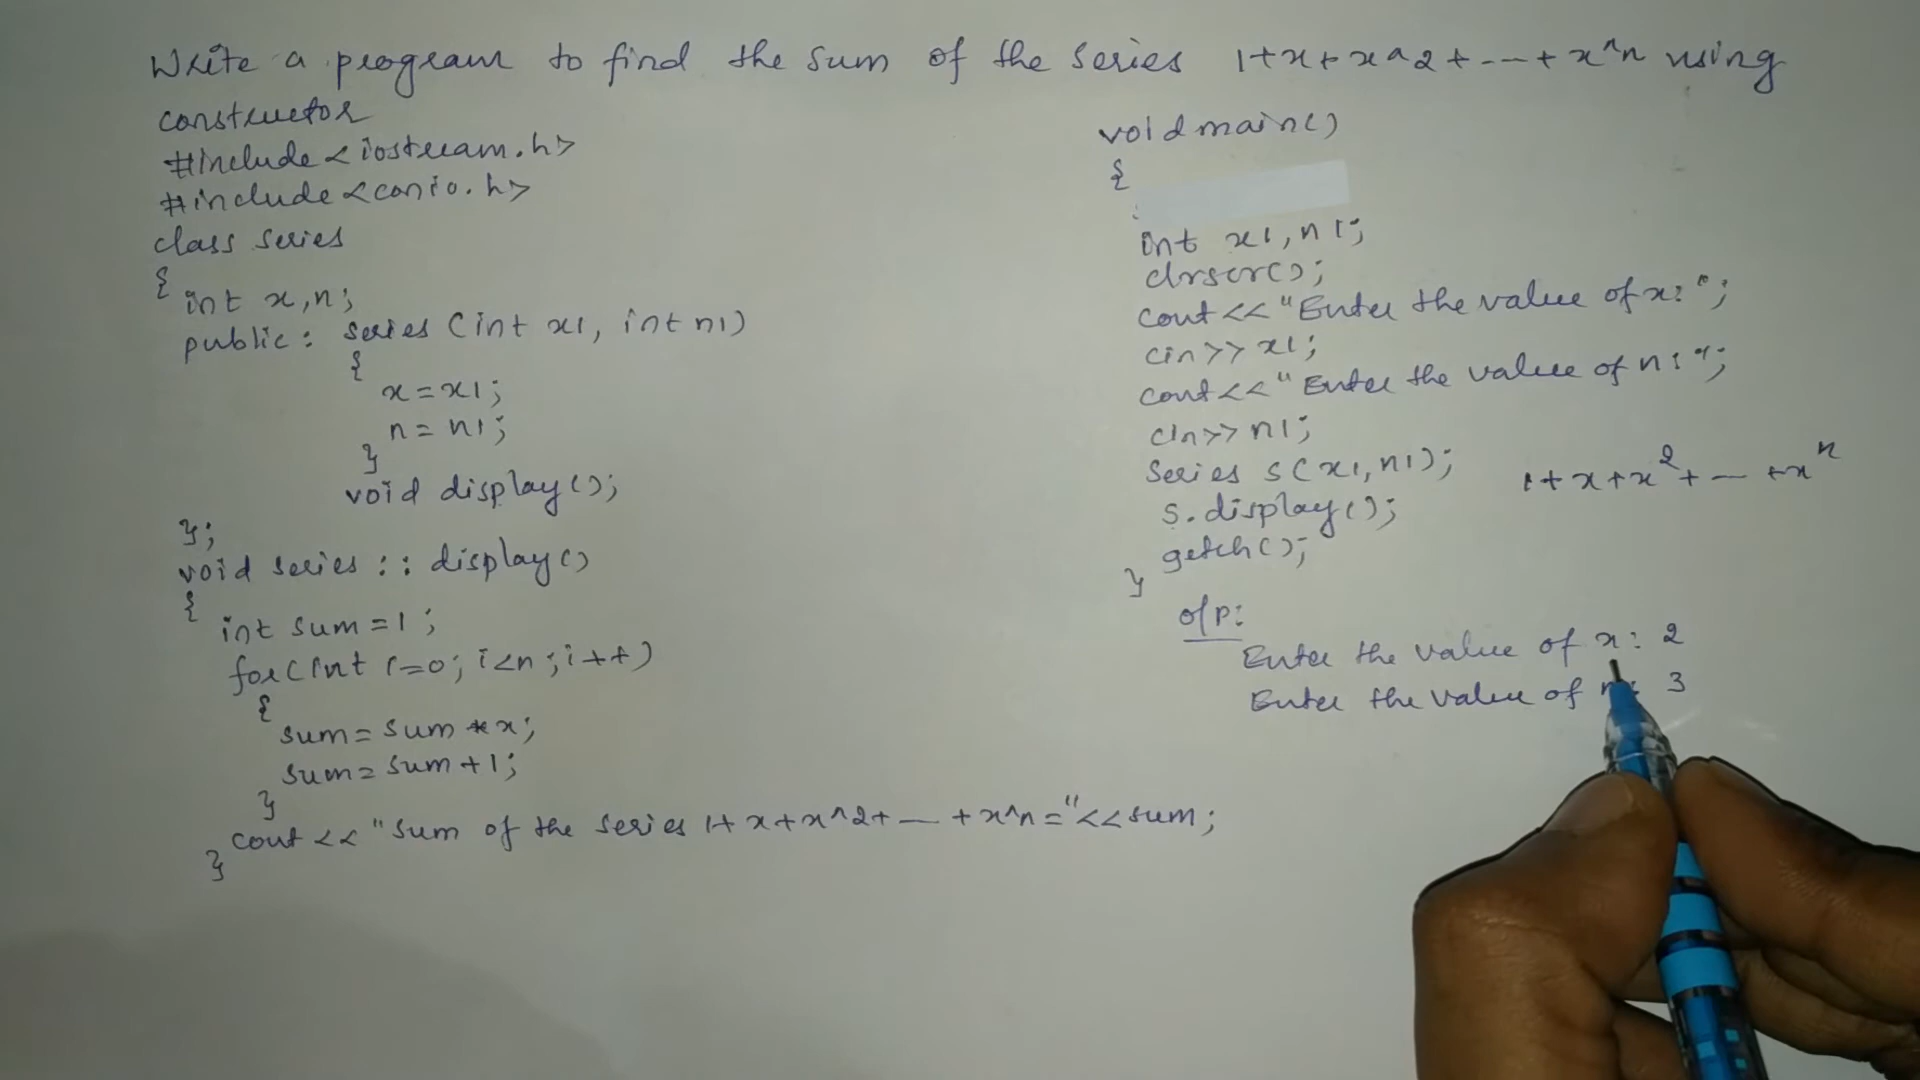 Write a program to find the sum of the series 1+x+x^2+---+x^n using
constructor
#include<iostream.h>
#include<conio.h>
class series
{
int x,n;
public: series (int x1, int n1)
{
x=x1;
n=n1;
}
void display();
};
void series :: display()
{
int sum=1;
for(int i=0; i<n; i++)
{
sum=sum*x;
sum=sum+1;
}
cout<<"Sum of the series 1+x+x^2+--+x^n="<<sum;
}
void main()
{
int x1,n1;
clrscr();
cout<<"Enter the value of x:";
cin>>x1;
cout<<"Enter the value of n:";
cin>>n1;
series s(x1,n1);
s.display();
getch();
}
1+x+x²+--+xⁿ
o/p:
Enter the value of x: 2
Enter the value of n: 3